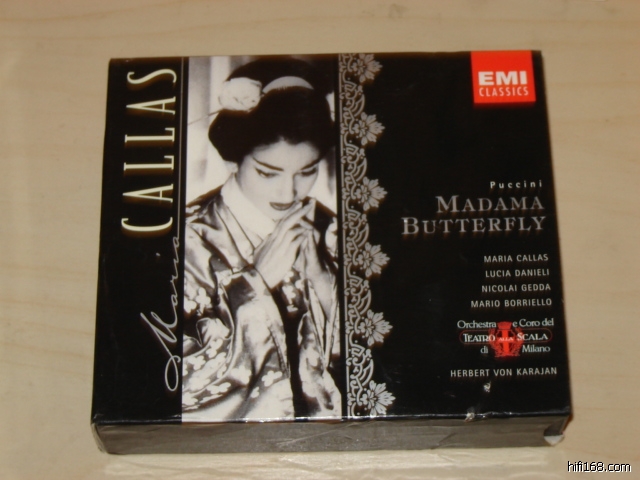 Maria CALLAS
EMI
CLASSICS
Puccini
MADAMA
BUTTERFLY
MARIA CALLAS
LUCIA DANIELI
NICOLAI GEDDA
MARIO BORRIELLO
Orchestra e Coro del
TEATRO ALLA SCALA
di Milano
HERBERT VON KARAJAN
hifi168.com